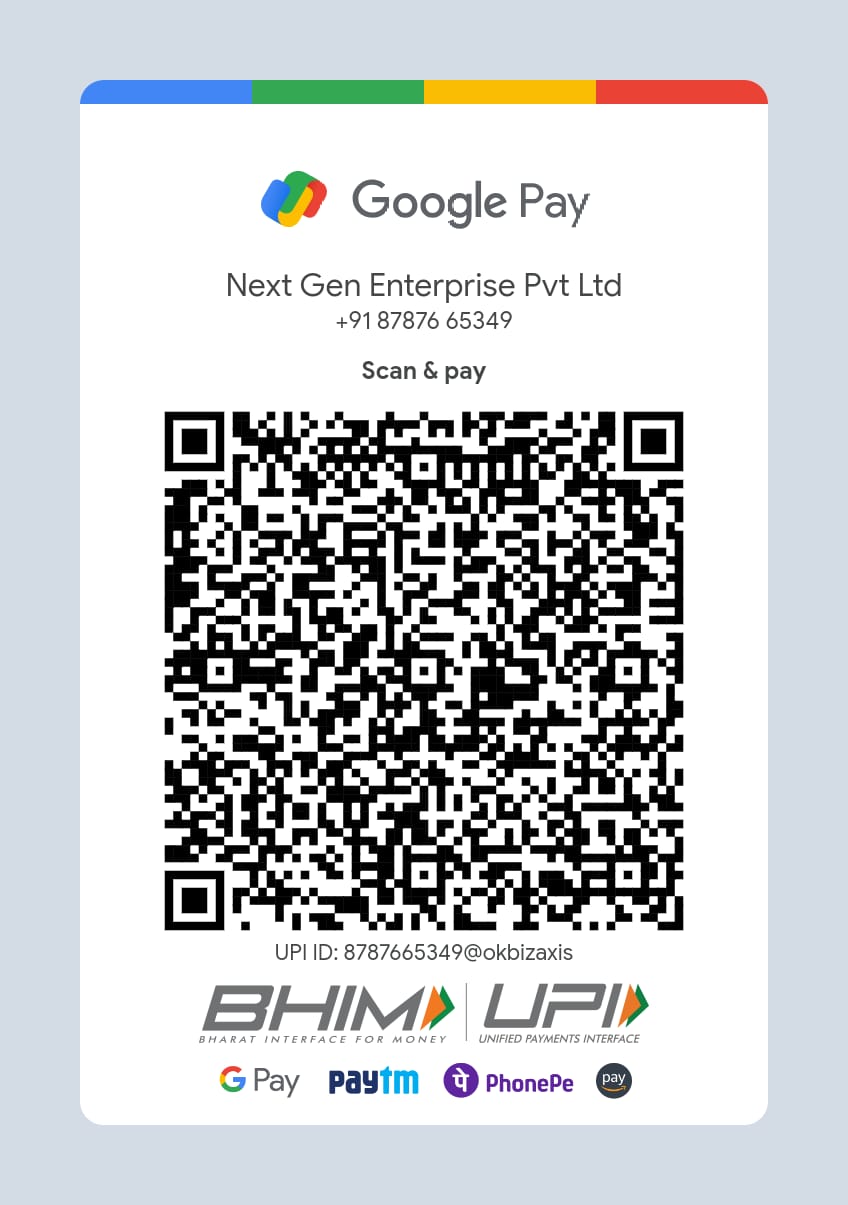 Google Pay
Next Gen Enterprise Pvt Ltd
+91 87876 65349
Scan & pay
UPI ID: 8787665349@okbizaxis
BHIM UPI
BHARAT INTERFACE FOR MONEY UNIFIED PAYMENTS INTERFACE
G Pay paytm पे PhonePe pay